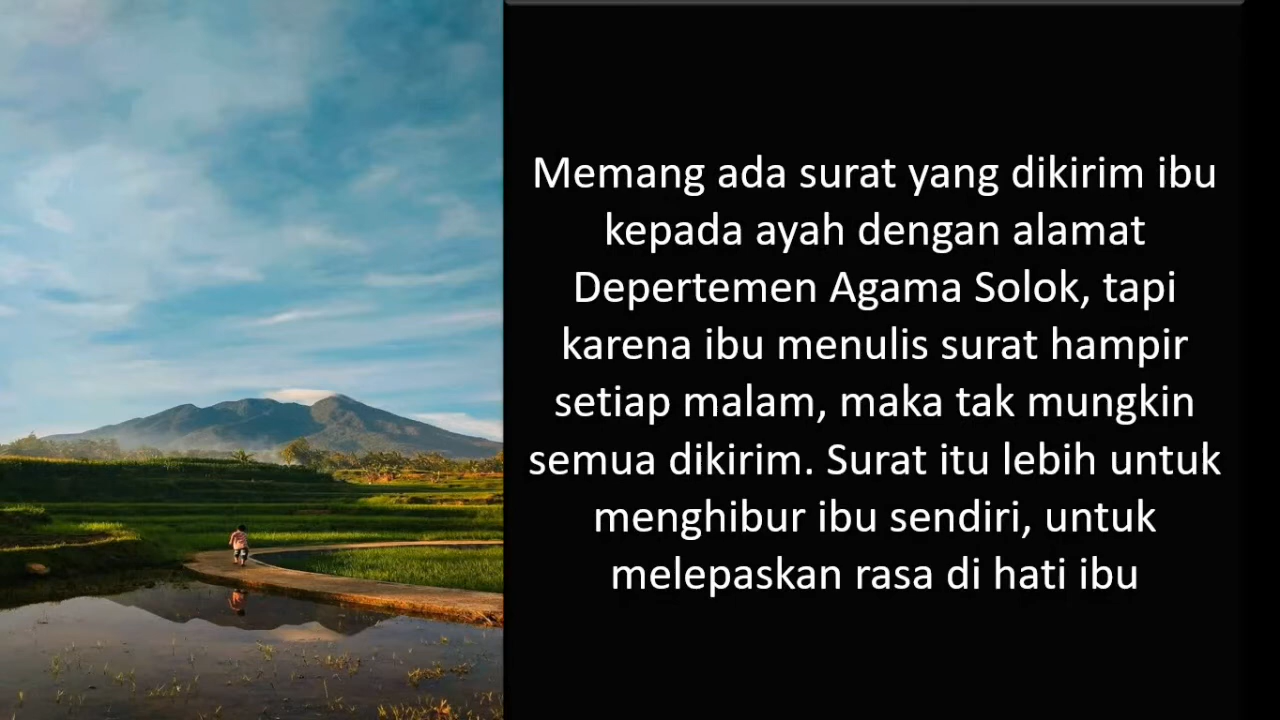 Memang ada surat yang dikirim ibu
kepada ayah dengan alamat
Depertemen Agama Solok, tapi
karena ibu menulis surat hampir
setiap malam, maka tak mungkin
semua dikirim. Surat itu lebih untuk
menghibur ibu sendiri, untuk
melepaskan rasa di hati ibu